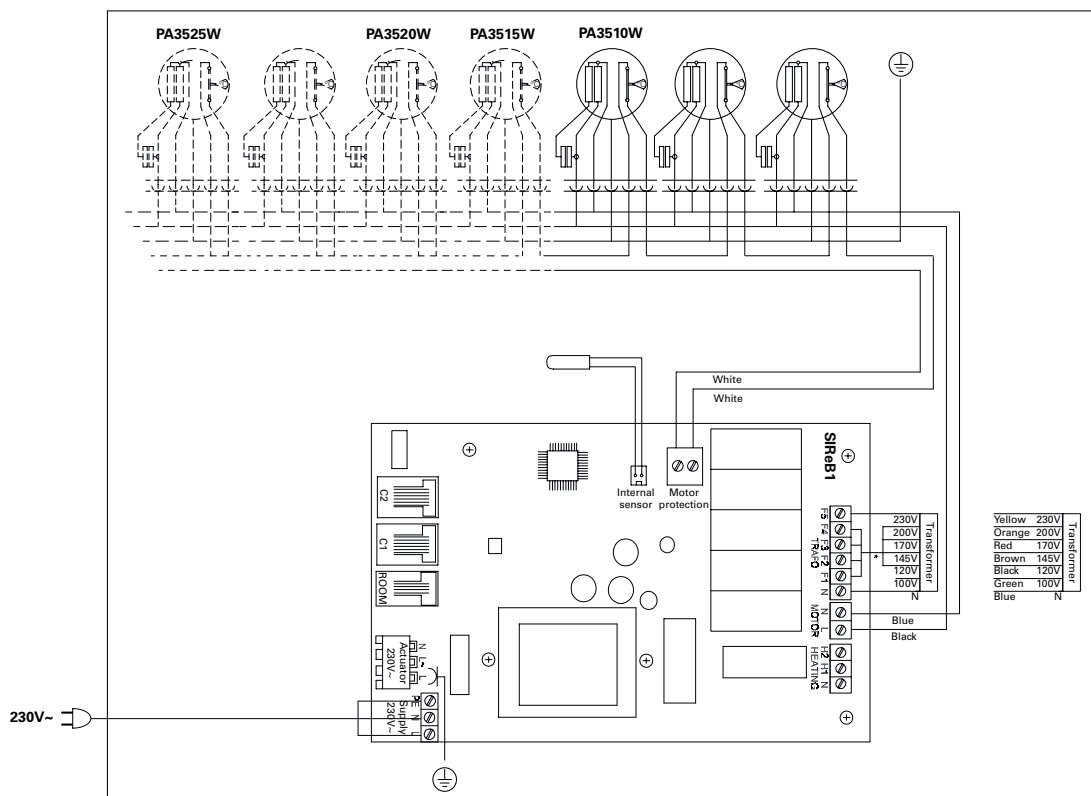 PA3525W
PA3520W
PA3515W
PA3510W
White
White
SIReB1
Internal
sensor
Motor
protection
C2
C1
ROOM
Actuator
230V~
N
L~
L
PE
N
L
Supply
230V~
230V~
F5
F4
F3
F2
F1
N
TRAFO
N
L
MOTOR
H2
H1
N
HEATING
*
230V
200V
170V
145V
120V
100V
N
Transformer
Blue
Black
Yellow 230V
Orange 200V
Red 170V
Brown 145V
Black 120V
Green 100V
Blue N
Transformer